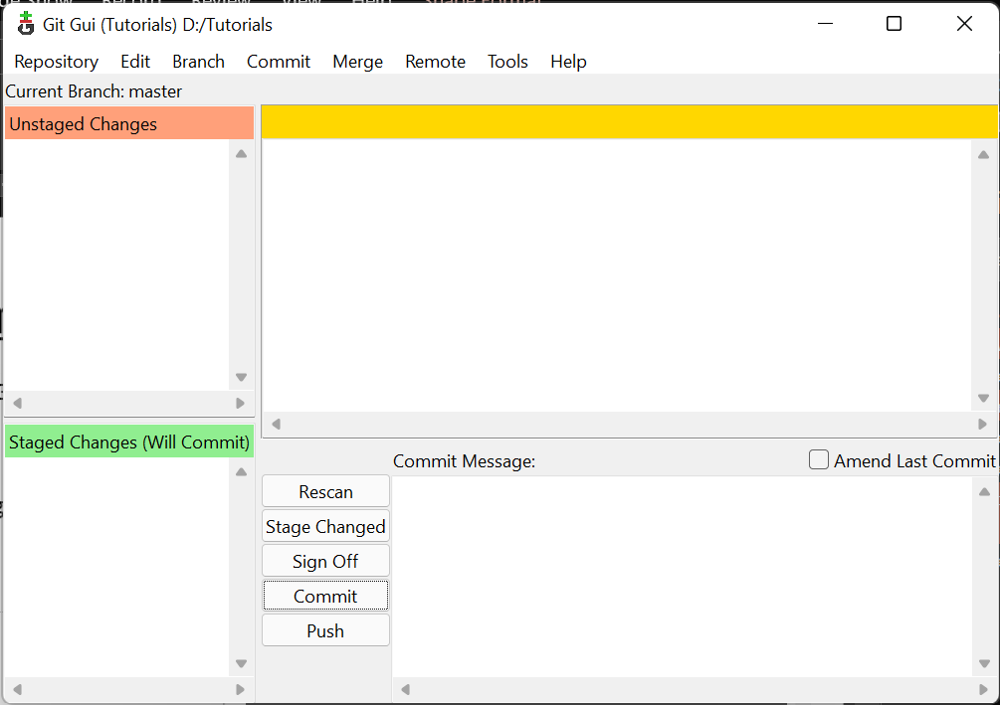 Git Gui (Tutorials) D:/Tutorials
Repository Edit Branch Commit Merge Remote Tools Help
Current Branch: master
Unstaged Changes
Staged Changes (Will Commit)
Commit Message:
Amend Last Commit
Rescan
Stage Changed
Sign Off
Commit
Push